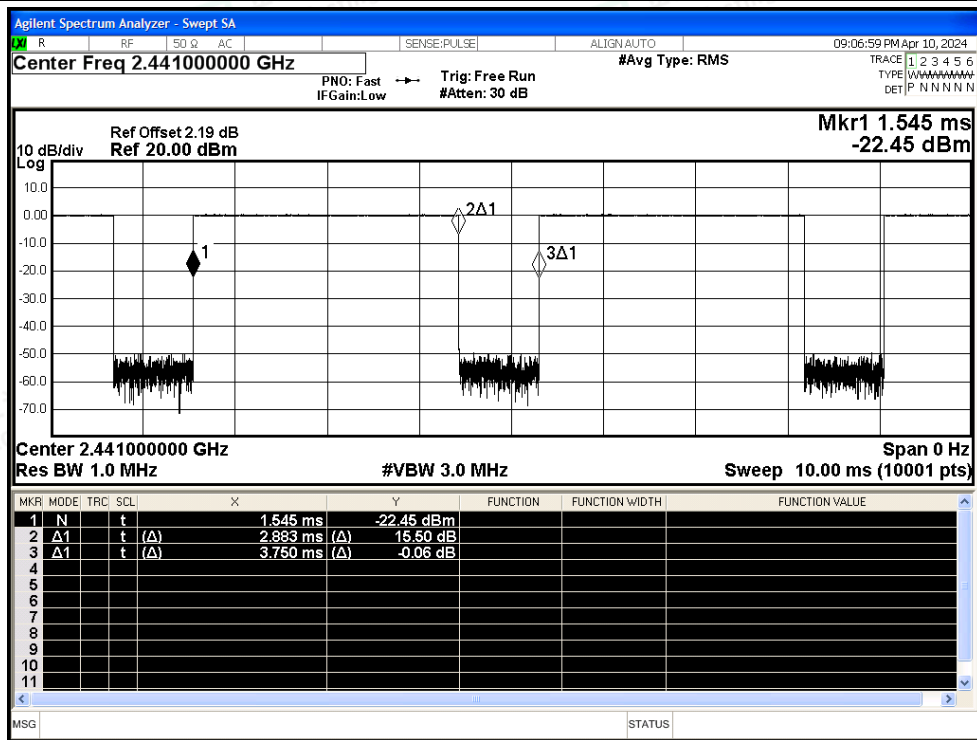 Agilent Spectrum Analyzer - Swept SA
LXI R RF 50 Ω AC SENSE:PULSE ALIGN AUTO 09:06:59 PM Apr 10, 2024
Center Freq 2.441000000 GHz
PNO: Fast
IFGain:Low
Trig: Free Run
#Atten: 30 dB
#Avg Type: RMS
TRACE 1 2 3 4 5 6
TYPE WWWWWW
DET P N N N N N
Mkr1 1.545 ms
-22.45 dBm
10 dB/div
Log
Ref Offset 2.19 dB
Ref 20.00 dBm
10.0
0.00
-10.0
-20.0
-30.0
-40.0
-50.0
-60.0
-70.0
1
2Δ1
3Δ1
Center 2.441000000 GHz Span 0 Hz
Res BW 1.0 MHz #VBW 3.0 MHz Sweep 10.00 ms (10001 pts)
MKR MODE TRC SCL X Y FUNCTION FUNCTION WIDTH FUNCTION VALUE
1 N t 1.545 ms -22.45 dBm
2 Δ1 t (Δ) 2.883 ms (Δ) 15.50 dB
3 Δ1 t (Δ) 3.750 ms (Δ) -0.06 dB
4
5
6
7
8
9
10
11
MSG STATUS